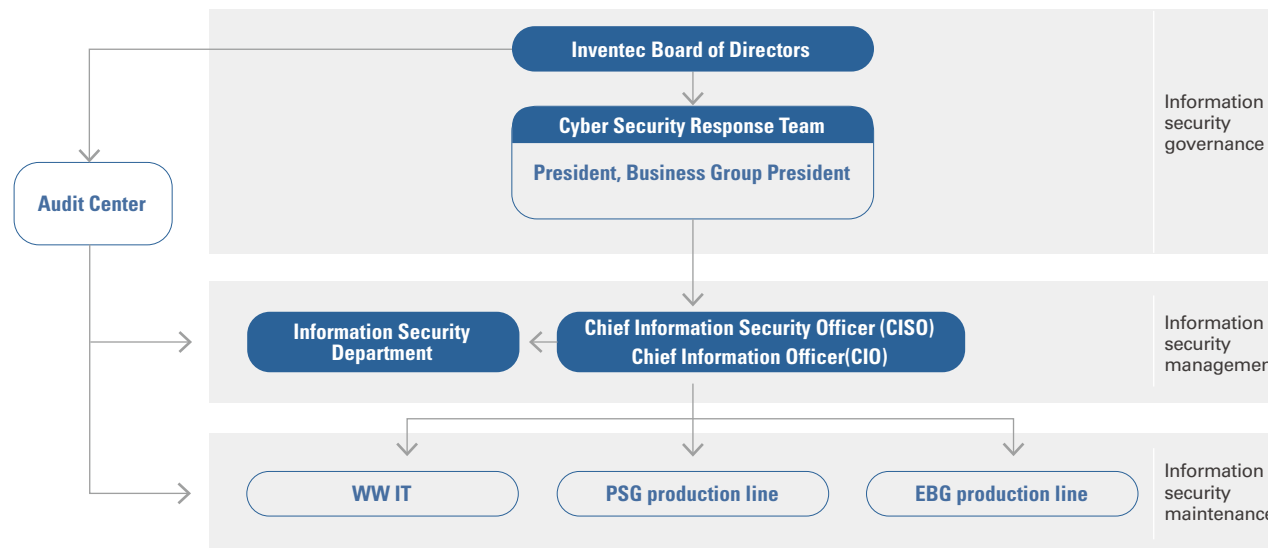 Inventec Board of Directors
Cyber Security Response Team
President, Business Group President
Information
security
governance
Audit Center
Information Security
Department
Chief Information Security Officer (CISO)
Chief Information Officer(CIO)
Information
security
managemen
WW IT
PSG production line
EBG production line
Information
security
maintenance